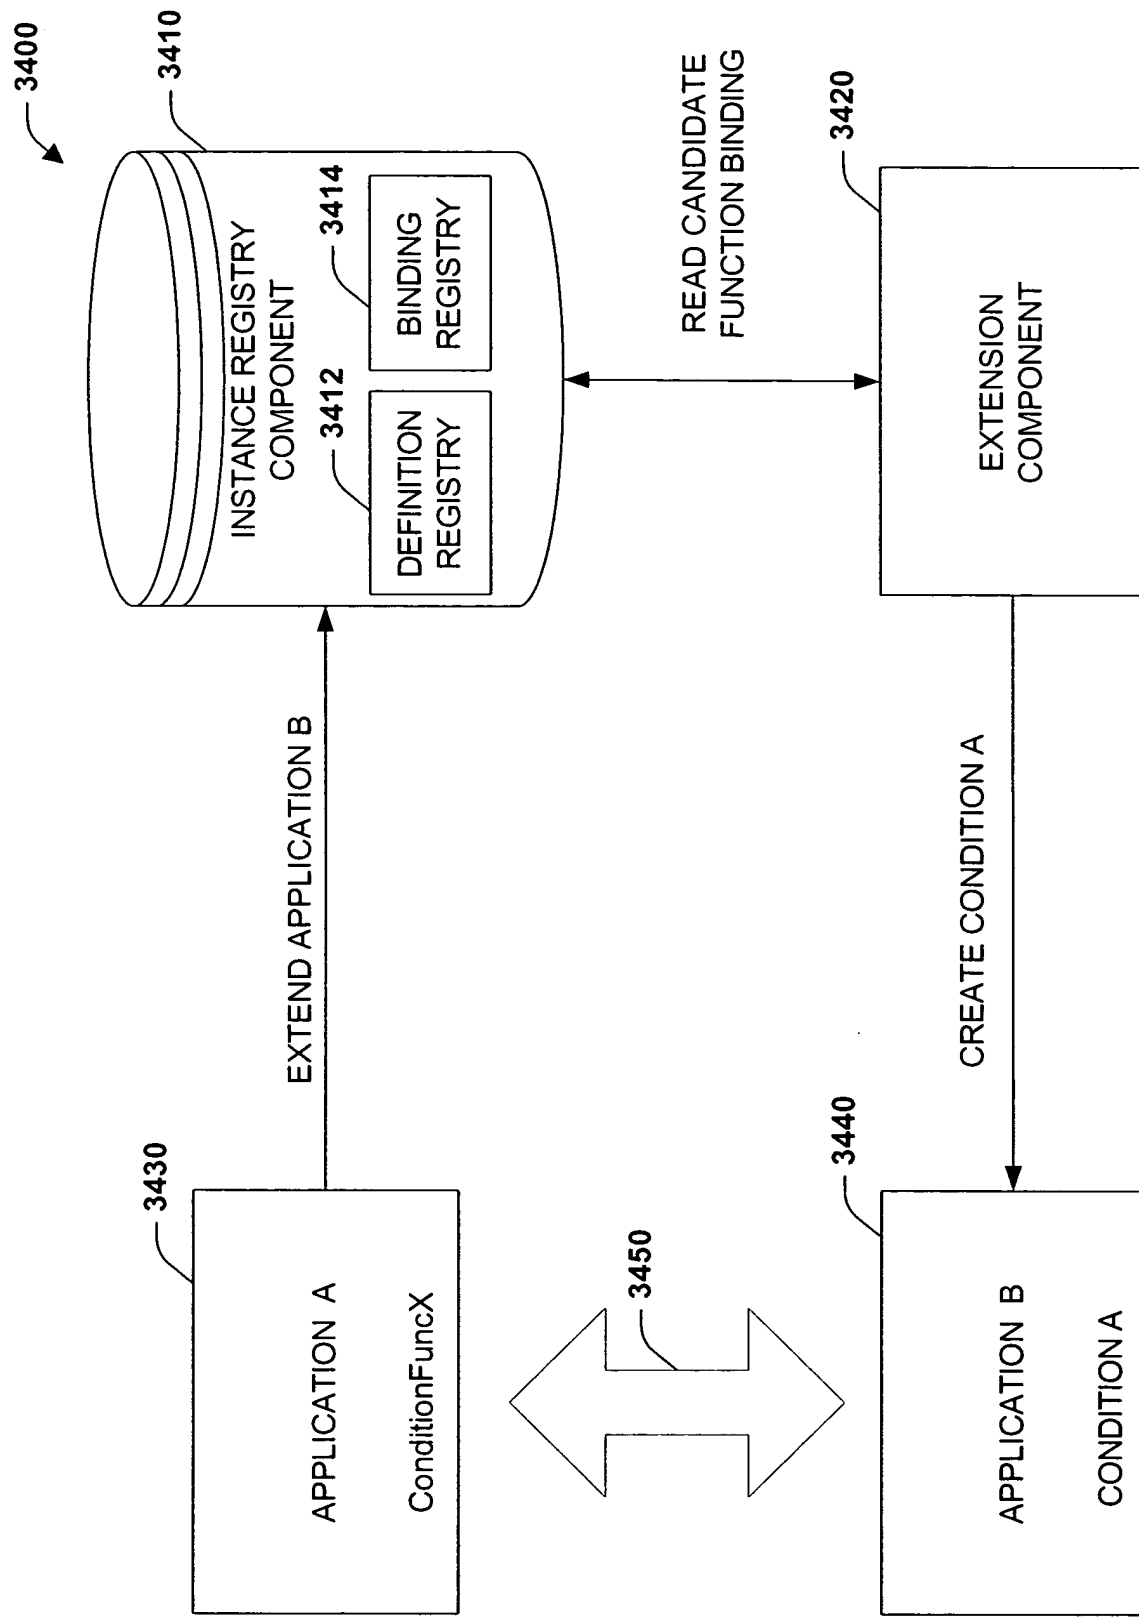 3400
3410
INSTANCE REGISTRY
COMPONENT
3412
3414
DEFINITION
REGISTRY
BINDING
REGISTRY
EXTEND APPLICATION B
3430
APPLICATION A
ConditionFuncX
READ CANDIDATE
FUNCTION BINDING
3450
3420
EXTENSION
COMPONENT
CREATE CONDITION A
3440
APPLICATION B
CONDITION A